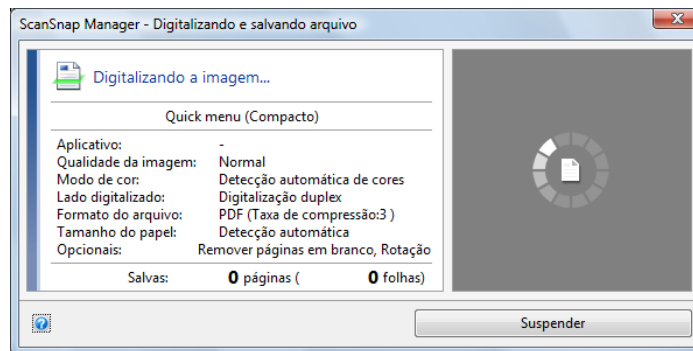 ScanSnap Manager - Digitalizando e salvando arquivo
Digitalizando a imagem...
Quick menu (Compacto)
Aplicativo: -
Qualidade da imagem: Normal
Modo de cor: Detecção automática de cores
Lado digitalizado: Digitalização duplex
Formato do arquivo: PDF (Taxa de compressão:3 )
Tamanho do papel: Detecção automática
Opcionais: Remover páginas em branco, Rotação
Salvas: 0 páginas ( 0 folhas)
Suspender